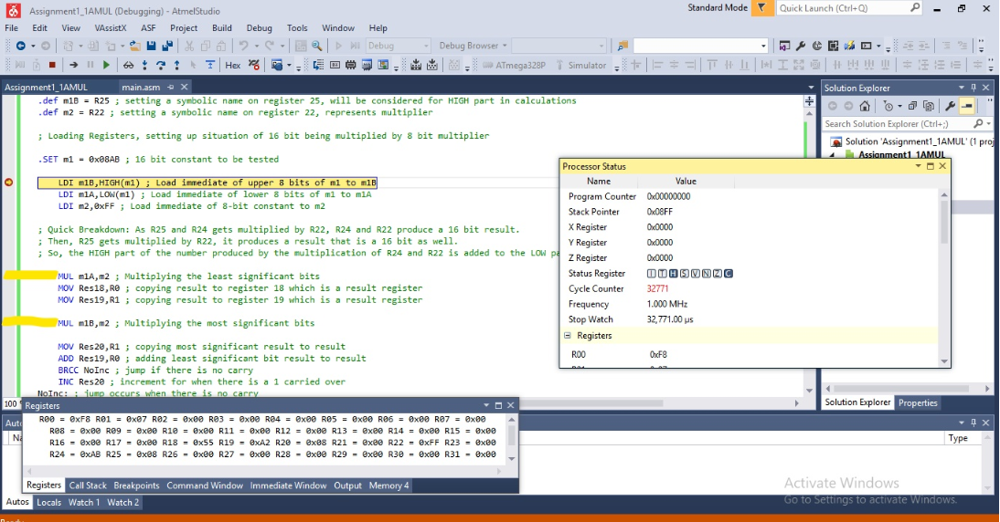 Assignment1_1AMUL (Debugging) - AtmelStudio
Standard Mode
Quick Launch (Ctrl+Q)
File Edit View VAssistX ASF Project Build Debug Tools Window Help
Debug
Debug Browser
Hex
ATmega328P
Simulator
Assignment1_1AMUL
main.asm
.def m1B = R25 ; setting a symbolic name on register 25, will be considered for HIGH part in calculations
.def m2 = R22 ; setting a symbolic name on register 22, represents multiplier
; Loading Registers, setting up situation of 16 bit being multiplied by 8 bit multiplier
.SET m1 = 0x08AB ; 16 bit constant to be tested
LDI m1B,HIGH(m1) ; Load immediate of upper 8 bits of m1 to m1B
LDI m1A,LOW(m1) ; Load immediate of lower 8 bits of m1 to m1A
LDI m2,0xFF ; Load immediate of 8-bit constant to m2
; Quick Breakdown: As R25 and R24 gets multiplied by R22, R24 and R22 produce a 16 bit result.
; Then, R25 gets multiplied by R22, it produces a result that is a 16 bit as well.
; So, the HIGH part of the number produced by the multiplication of R24 and R22 is added to the LOW pa
MUL m1A,m2 ; Multiplying the least significant bits
MOV Res18,R0 ; copying result to register 18 which is a result register
MOV Res19,R1 ; copying result to register 19 which is a result register
MUL m1B,m2 ; Multiplying the most significant bits
MOV Res20,R1 ; copying most significant result to result
ADD Res19,R0 ; adding least significant bit result to result
BRCC NoInc ; jump if there is no carry
INC Res20 ; increment for when there is a 1 carried over
NoInc: ; jump occurs when there is no carry
100
Solution Explorer
Search Solution Explorer (Ctrl+;)
Solution 'Assignment1_1AMUL' (1 proj
Assignment1_1AMUL
Processor Status
Name Value
Program Counter 0x00000000
Stack Pointer 0x08FF
X Register 0x0000
Y Register 0x0000
Z Register 0x0000
Status Register I T H S V N Z C
Cycle Counter 32771
Frequency 1.000 MHz
Stop Watch 32,771.00 µs
Registers
R00 0xF8
Solution Explorer Properties
Registers
R00 = 0xF8 R01 = 0x07 R02 = 0x00 R03 = 0x00 R04 = 0x00 R05 = 0x00 R06 = 0x00 R07 = 0x00
R08 = 0x00 R09 = 0x00 R10 = 0x00 R11 = 0x00 R12 = 0x00 R13 = 0x00 R14 = 0x00 R15 = 0x00
R16 = 0x00 R17 = 0x00 R18 = 0x55 R19 = 0xA2 R20 = 0x08 R21 = 0x00 R22 = 0xFF R23 = 0x00
R24 = 0xAB R25 = 0x08 R26 = 0x00 R27 = 0x00 R28 = 0x00 R29 = 0x00 R30 = 0x00 R31 = 0x00
Registers Call Stack Breakpoints Command Window Immediate Window Output Memory 4
Type
Autos Locals Watch 1 Watch 2
Activate Windows
Go to Settings to activate Windows.